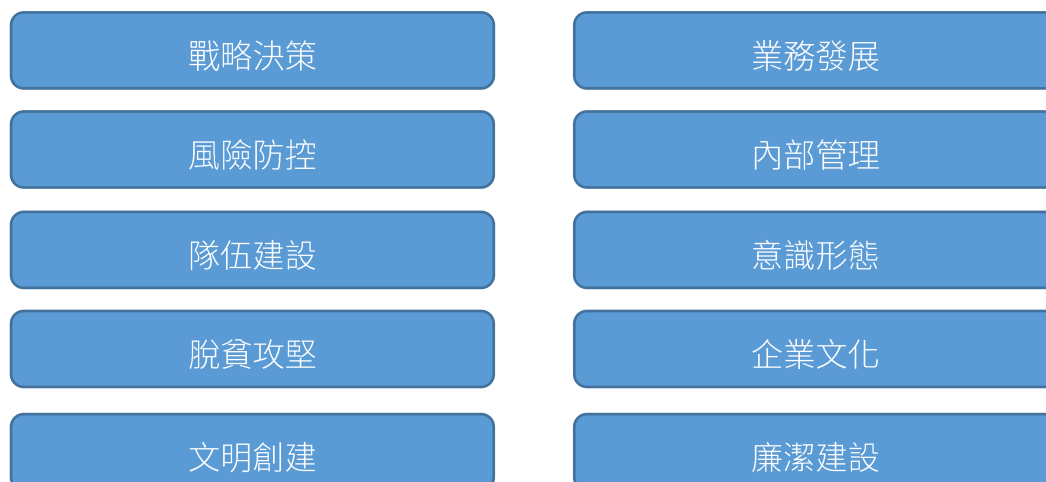 戰略決策
業務發展
風險防控
內部管理
隊伍建設
意識形態
脫貧攻堅
企業文化
文明創建
廉潔建設